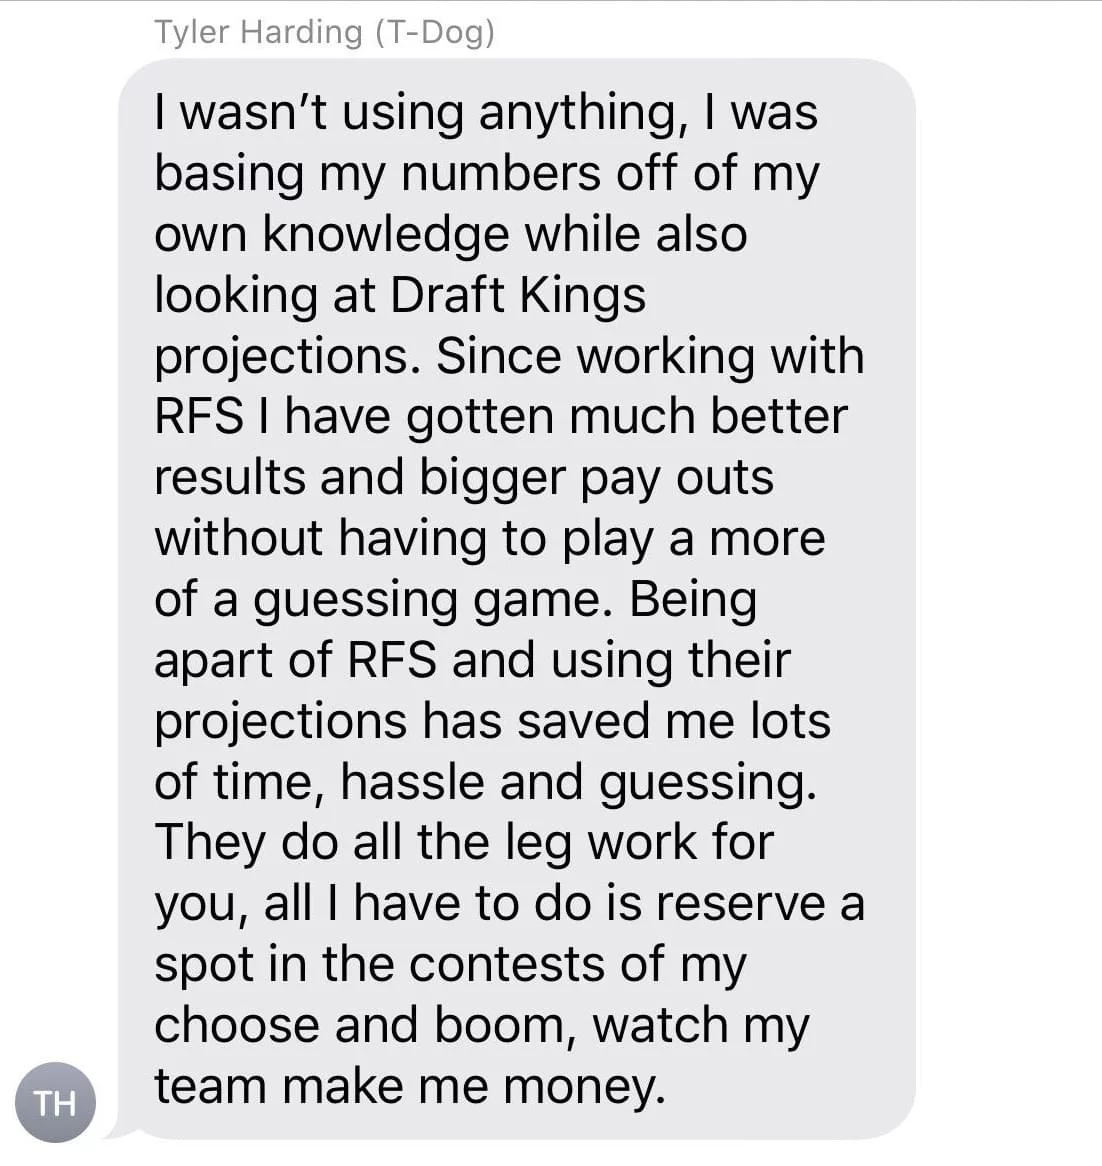 Tyler Harding (T-Dog)
I wasn’t using anything, I was
basing my numbers off of my
own knowledge while also
looking at Draft Kings
projections. Since working with
RFS I have gotten much better
results and bigger pay outs
without having to play a more
of a guessing game. Being
apart of RFS and using their
projections has saved me lots
of time, hassle and guessing.
They do all the leg work for
you, all I have to do is reserve a
spot in the contests of my
choose and boom, watch my
team make me money.
TH